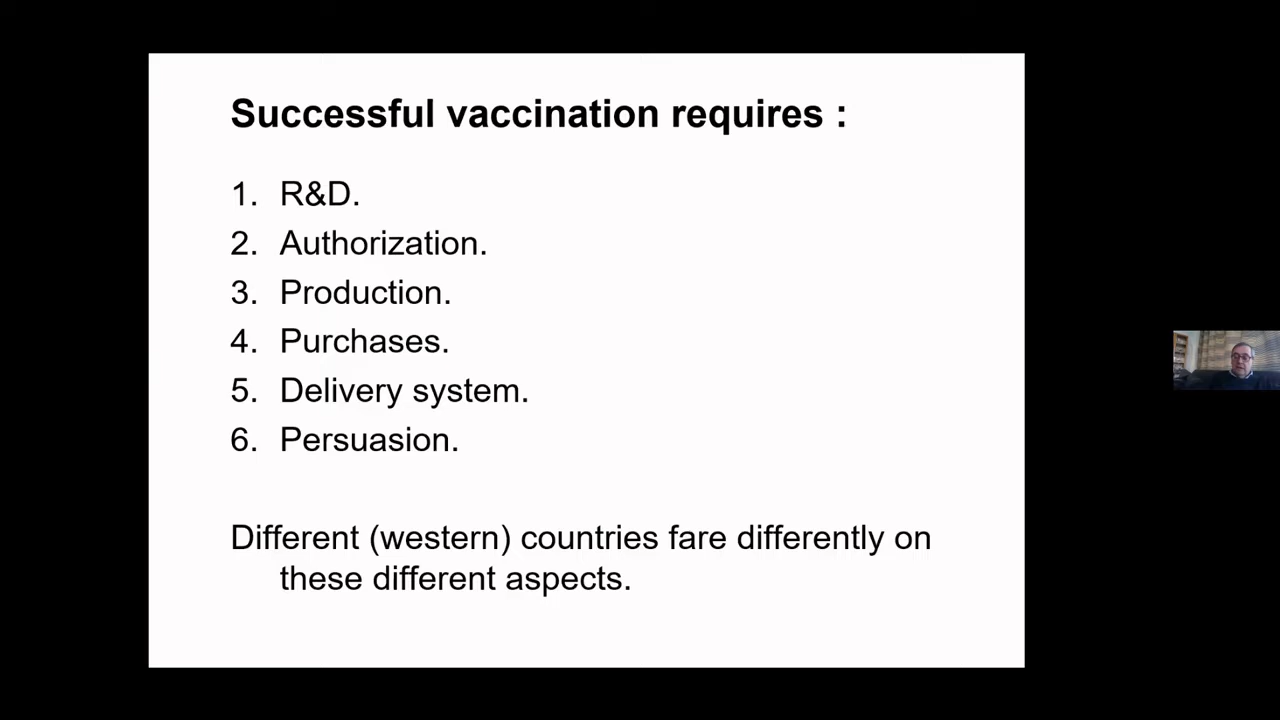 Successful vaccination requires :
1. R&D.
2. Authorization.
3. Production.
4. Purchases.
5. Delivery system.
6. Persuasion.
Different (western) countries fare differently on
these different aspects.